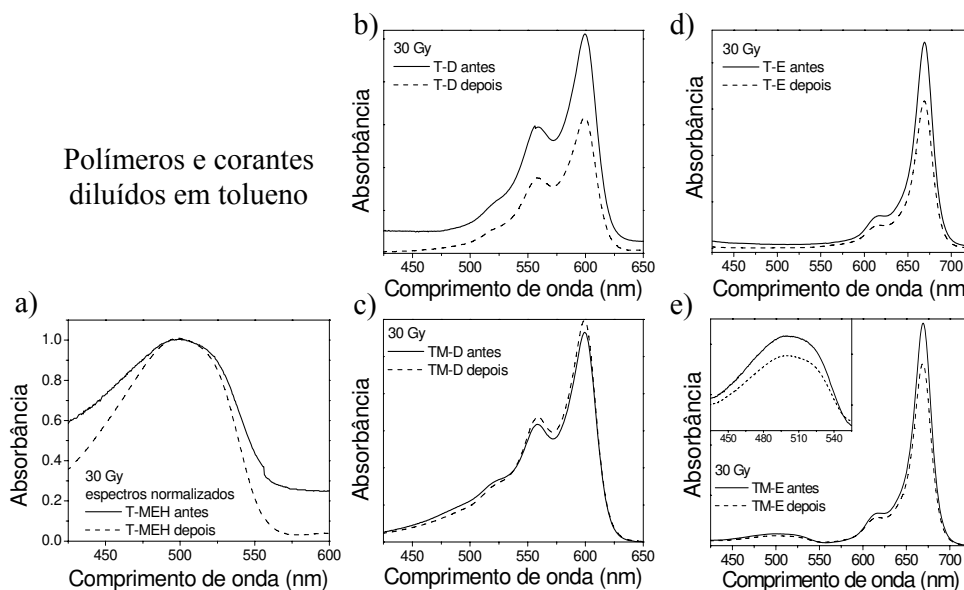 Polímeros e corantes
diluídos em tolueno
a)
1.0
0.8
0.6
0.4
0.2
0.0
Absorbância
30 Gy
espectros normalizados
T-MEH antes
T-MEH depois
450 500 550 600
Comprimento de onda (nm)
b)
Absorbância
30 Gy
T-D antes
T-D depois
450 500 550 600 650
Comprimento de onda (nm)
c)
Absorbância
30 Gy
TM-D antes
TM-D depois
450 500 550 600 650
Comprimento de onda (nm)
d)
Absorbância
30 Gy
T-E antes
T-E depois
450 500 550 600 650 700
Comprimento de onda (nm)
e)
Absorbância
450 480 510 540
30 Gy
TM-E antes
TM-E depois
450 500 550 600 650 700
Comprimento de onda (nm)